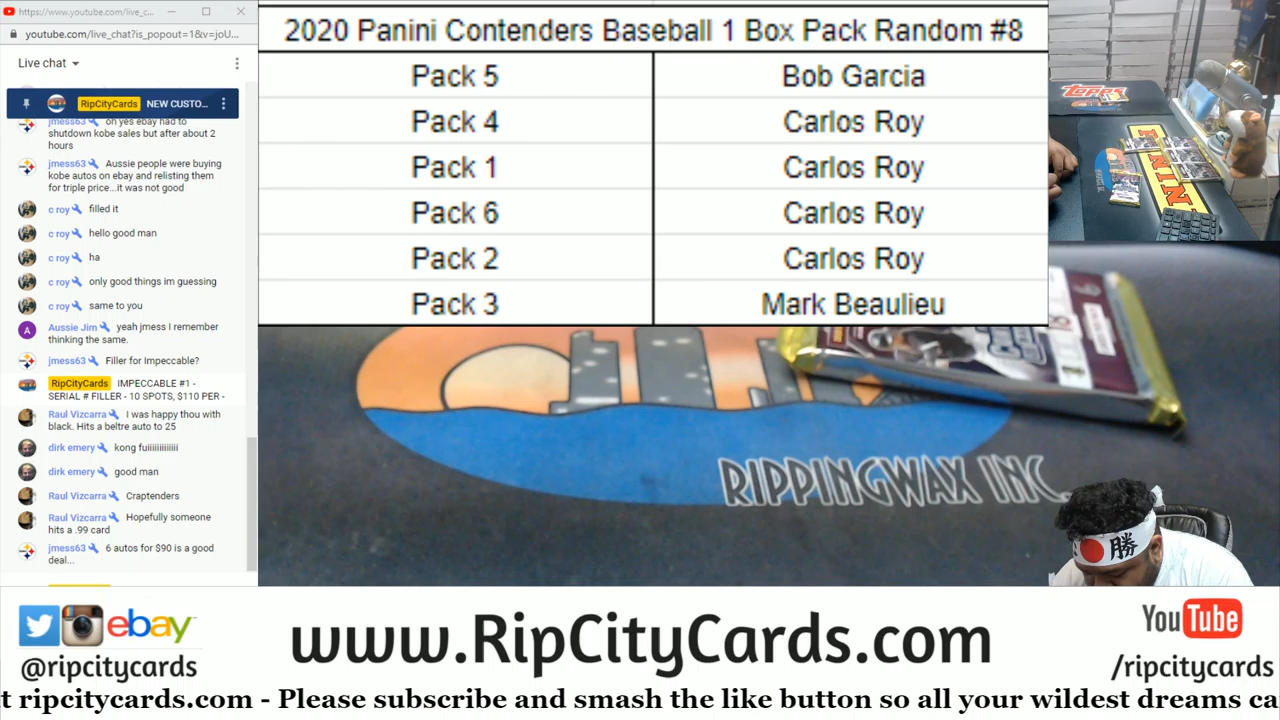 https://www.youtube.com/live_c...
youtube.com/live_chat?is_popout=1&v=joU...
Live chat
RipCityCards NEW CUSTO...
jmess63 oh yes ebay had to
shutdown kobe sales but after about 2
hours
jmess63 Aussie people were buying
kobe autos on ebay and relisting them
for triple price...it was not good
c roy filled it
c roy hello good man
c roy ha
c roy only good things im guessing
c roy same to you
A Aussie Jim yeah jmess I remember
thinking the same.
jmess63 Filler for Impeccable?
RipCityCards IMPECCABLE #1 -
SERIAL # FILLER - 10 SPOTS, $110 PER -
Raul Vizcarra I was happy thou with
black. Hits a beltre auto to 25
dirk emery kong fuiiiiiiiiiiiii
dirk emery good man
Raul Vizcarra Craptenders
Raul Vizcarra Hopefully someone
hits a .99 card
jmess63 6 autos for $90 is a good
deal...
2020 Panini Contenders Baseball 1 Box Pack Random #8
Pack 5 Bob Garcia
Pack 4 Carlos Roy
Pack 1 Carlos Roy
Pack 6 Carlos Roy
Pack 2 Carlos Roy
Pack 3 Mark Beaulieu
TOPPS
PANINI
RIPPINGWAX INC.
勝
ebay
@ripcitycards
www.RipCityCards.com
YouTube
/ripcitycards
t ripcitycards.com - Please subscribe and smash the like button so all your wildest dreams ca